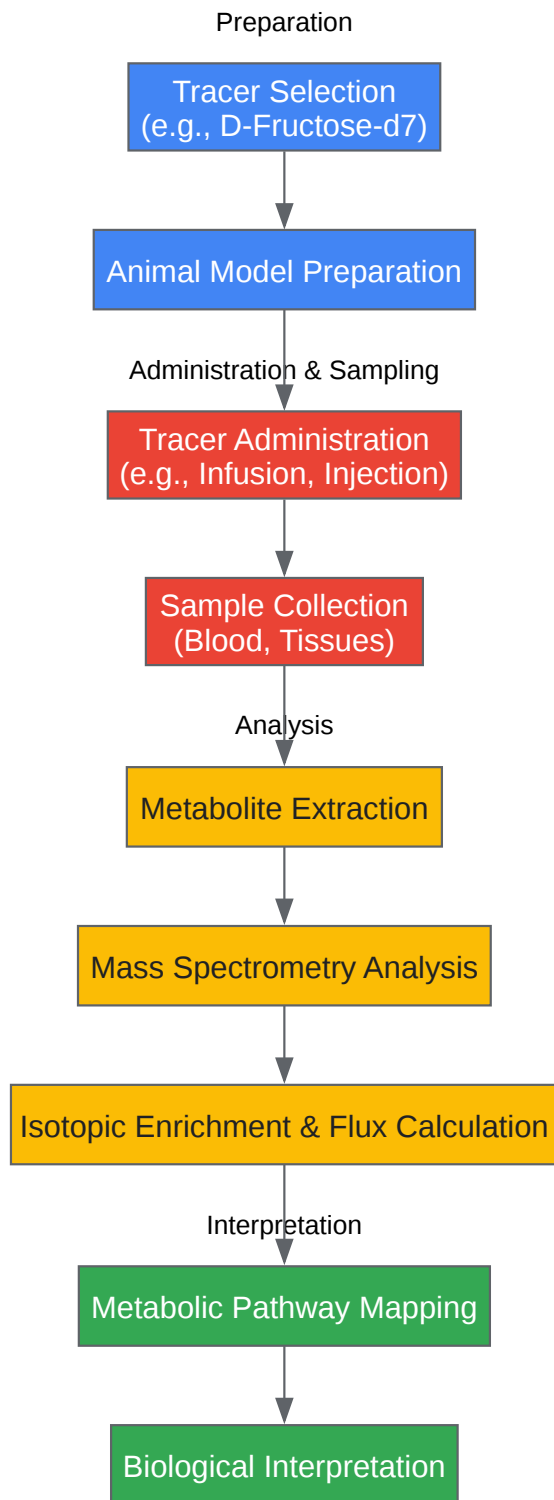 Preparation
Tracer Selection
(e.g., D-Fructose-d7)
Animal Model Preparation
Administration & Sampling
Tracer Administration
(e.g., Infusion, Injection)
Sample Collection
(Blood, Tissues)
Analysis
Metabolite Extraction
Mass Spectrometry Analysis
Isotopic Enrichment & Flux Calculation
Interpretation
Metabolic Pathway Mapping
Biological Interpretation